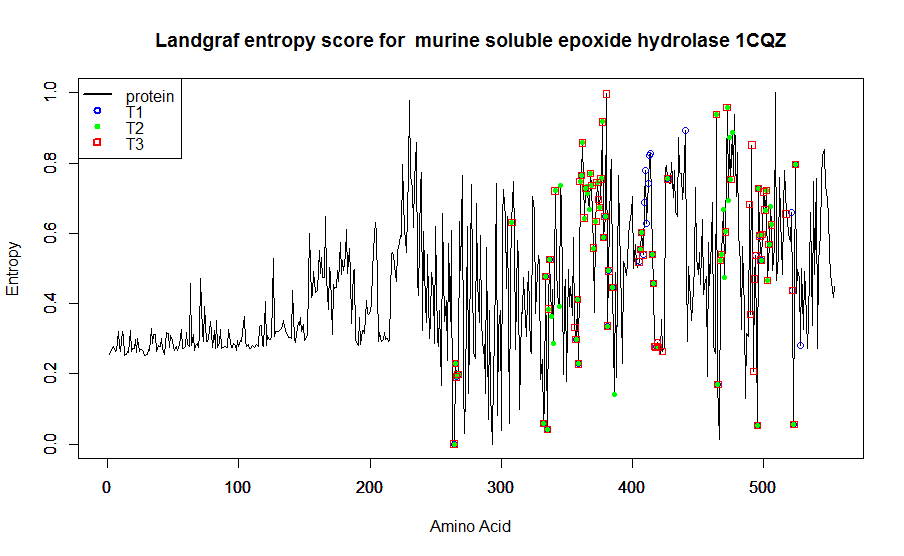 Landgraf entropy score for murine soluble epoxide hydrolase 1CQZ
protein
T1
T2
T3
Entropy
1.0
0.8
0.6
0.4
0.2
0.0
0 100 200 300 400 500
Amino Acid